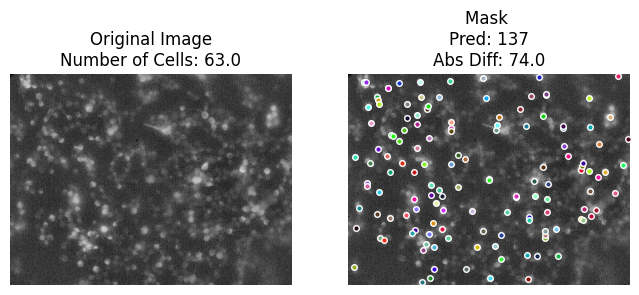 Original Image
Number of Cells: 63.0
Mask
Pred: 137
Abs Diff: 74.0